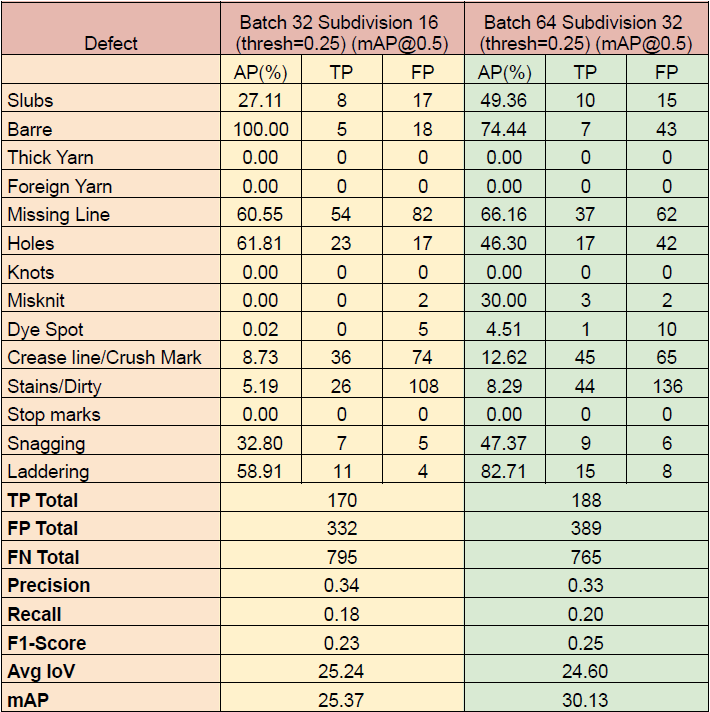 Defect Batch 32 Subdivision 16 (thresh=0.25) (mAP@0.5) Batch 64 Subdivision 32 (thresh=0.25) (mAP@0.5)
AP(%) TP FP AP(%) TP FP
Slubs 27.11 8 17 49.36 10 15
Barre 100.00 5 18 74.44 7 43
Thick Yarn 0.00 0 0 0.00 0 0
Foreign Yarn 0.00 0 0 0.00 0 0
Missing Line 60.55 54 82 66.16 37 62
Holes 61.81 23 17 46.30 17 42
Knots 0.00 0 0 0.00 0 0
Misknit 0.00 0 2 30.00 3 2
Dye Spot 0.02 0 5 4.51 1 10
Crease line/Crush Mark 8.73 36 74 12.62 45 65
Stains/Dirty 5.19 26 108 8.29 44 136
Stop marks 0.00 0 0 0.00 0 0
Snagging 32.80 7 5 47.37 9 6
Laddering 58.91 11 4 82.71 15 8
TP Total 170 188
FP Total 332 389
FN Total 795 765
Precision 0.34 0.33
Recall 0.18 0.20
F1-Score 0.23 0.25
Avg IoV 25.24 24.60
mAP 25.37 30.13